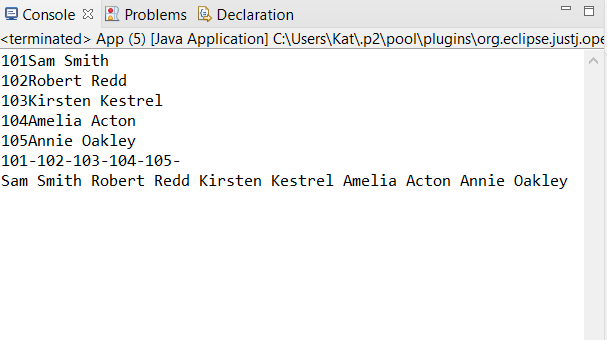 Console Problems Declaration
<terminated> App (5) [Java Application] C:\Users\Kat\.p2\pool\plugins\org.eclipse.justj.ope
101Sam Smith
102Robert Redd
103Kirsten Kestrel
104Amelia Acton
105Annie Oakley
101-102-103-104-105-
Sam Smith Robert Redd Kirsten Kestrel Amelia Acton Annie Oakley